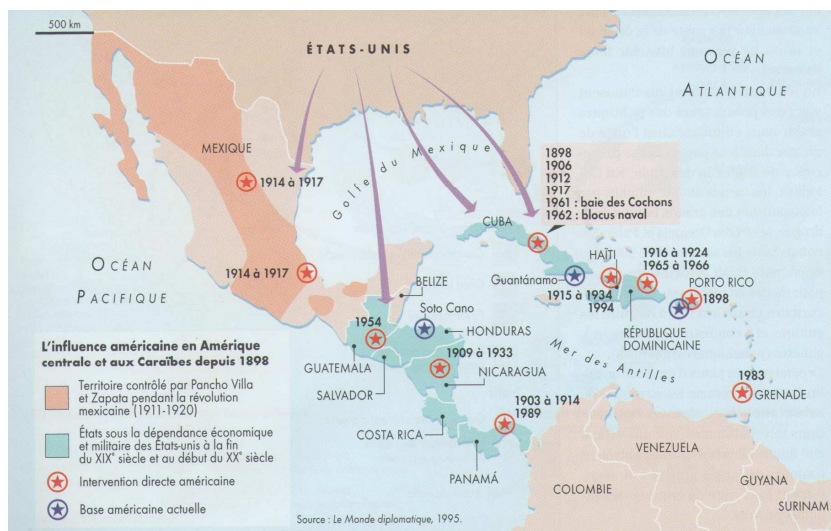 500 km
ÉTATS-UNIS
OCÉAN
ATLANTIQUE
MEXIQUE
1914 à 1917
Golfe du Mexique
1898
1906
1912
1917
1961 : baie des Cochons
1962 : blocus naval
CUBA
OCÉAN
PACIFIQUE
1914 à 1917
BELIZE
Guantánamo
HAÏTI
1916 à 1924
1965 à 1966
PORTO RICO
1898
1915 à 1934
1994
RÉPUBLIQUE
DOMINICAINE
Soto Cano
1954
HONDURAS
GUATEMALA
SALVADOR
1909 à 1933
NICARAGUA
Mer des Antilles
1983
GRENADE
1903 à 1914
1989
COSTA RICA
PANAMÁ
VENEZUELA
COLOMBIE
GUYANA
SURINAM
L'influence américaine en Amérique
centrale et aux Caraïbes depuis 1898
Territoire contrôlé par Pancho Villa
et Zapata pendant la révolution
mexicaine (1911-1920)
États sous la dépendance économique
et militaire des États-unis à la fin
du XIXe siècle et au début du XXe siècle
Intervention directe américaine
Base américaine actuelle
Source : Le Monde diplomatique, 1995.